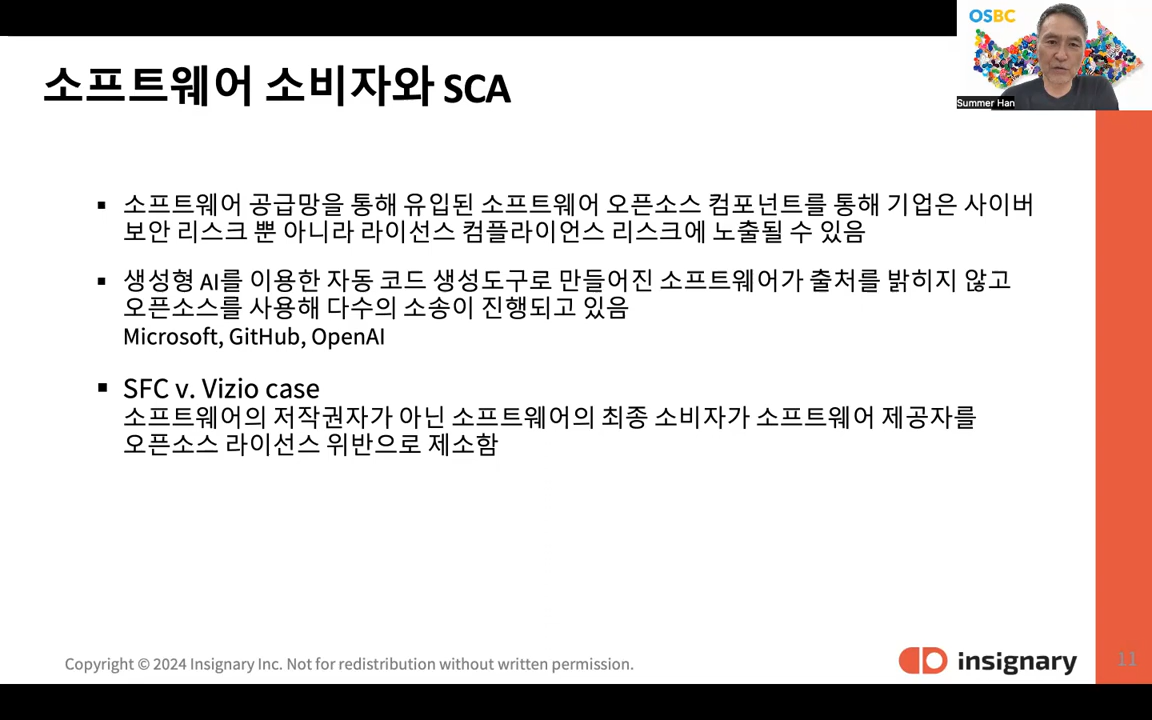 OSBC
Summer Han
소프트웨어 소비자와 SCA
▪ 소프트웨어 공급망을 통해 유입된 소프트웨어 오픈소스 컴포넌트를 통해 기업은 사이버
보안 리스크 뿐 아니라 라이선스 컴플라이언스 리스크에 노출될 수 있음
▪ 생성형 AI를 이용한 자동 코드 생성도구로 만들어진 소프트웨어가 출처를 밝히지 않고
오픈소스를 사용해 다수의 소송이 진행되고 있음
Microsoft, GitHub, OpenAI
▪ SFC v. Vizio case
소프트웨어의 저작권자가 아닌 소프트웨어의 최종 소비자가 소프트웨어 제공자를
오픈소스 라이선스 위반으로 제소함
Copyright © 2024 Insignary Inc. Not for redistribution without written permission.
insignary
11